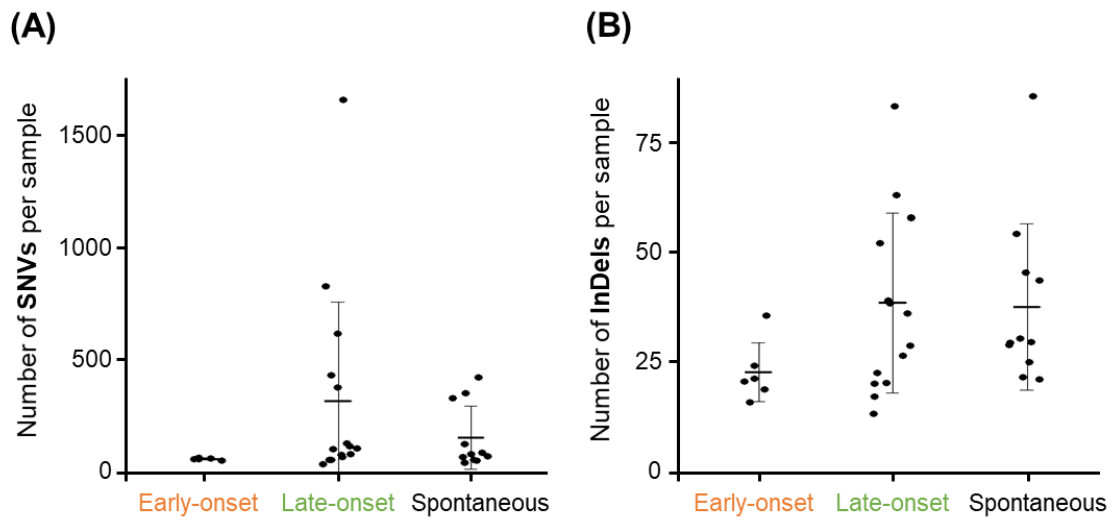 (A)
Number of SNVs per sample
1500
1000
500
0
Early-onset
Late-onset
Spontaneous
(B)
Number of InDels per sample
75
50
25
0
Early-onset
Late-onset
Spontaneous